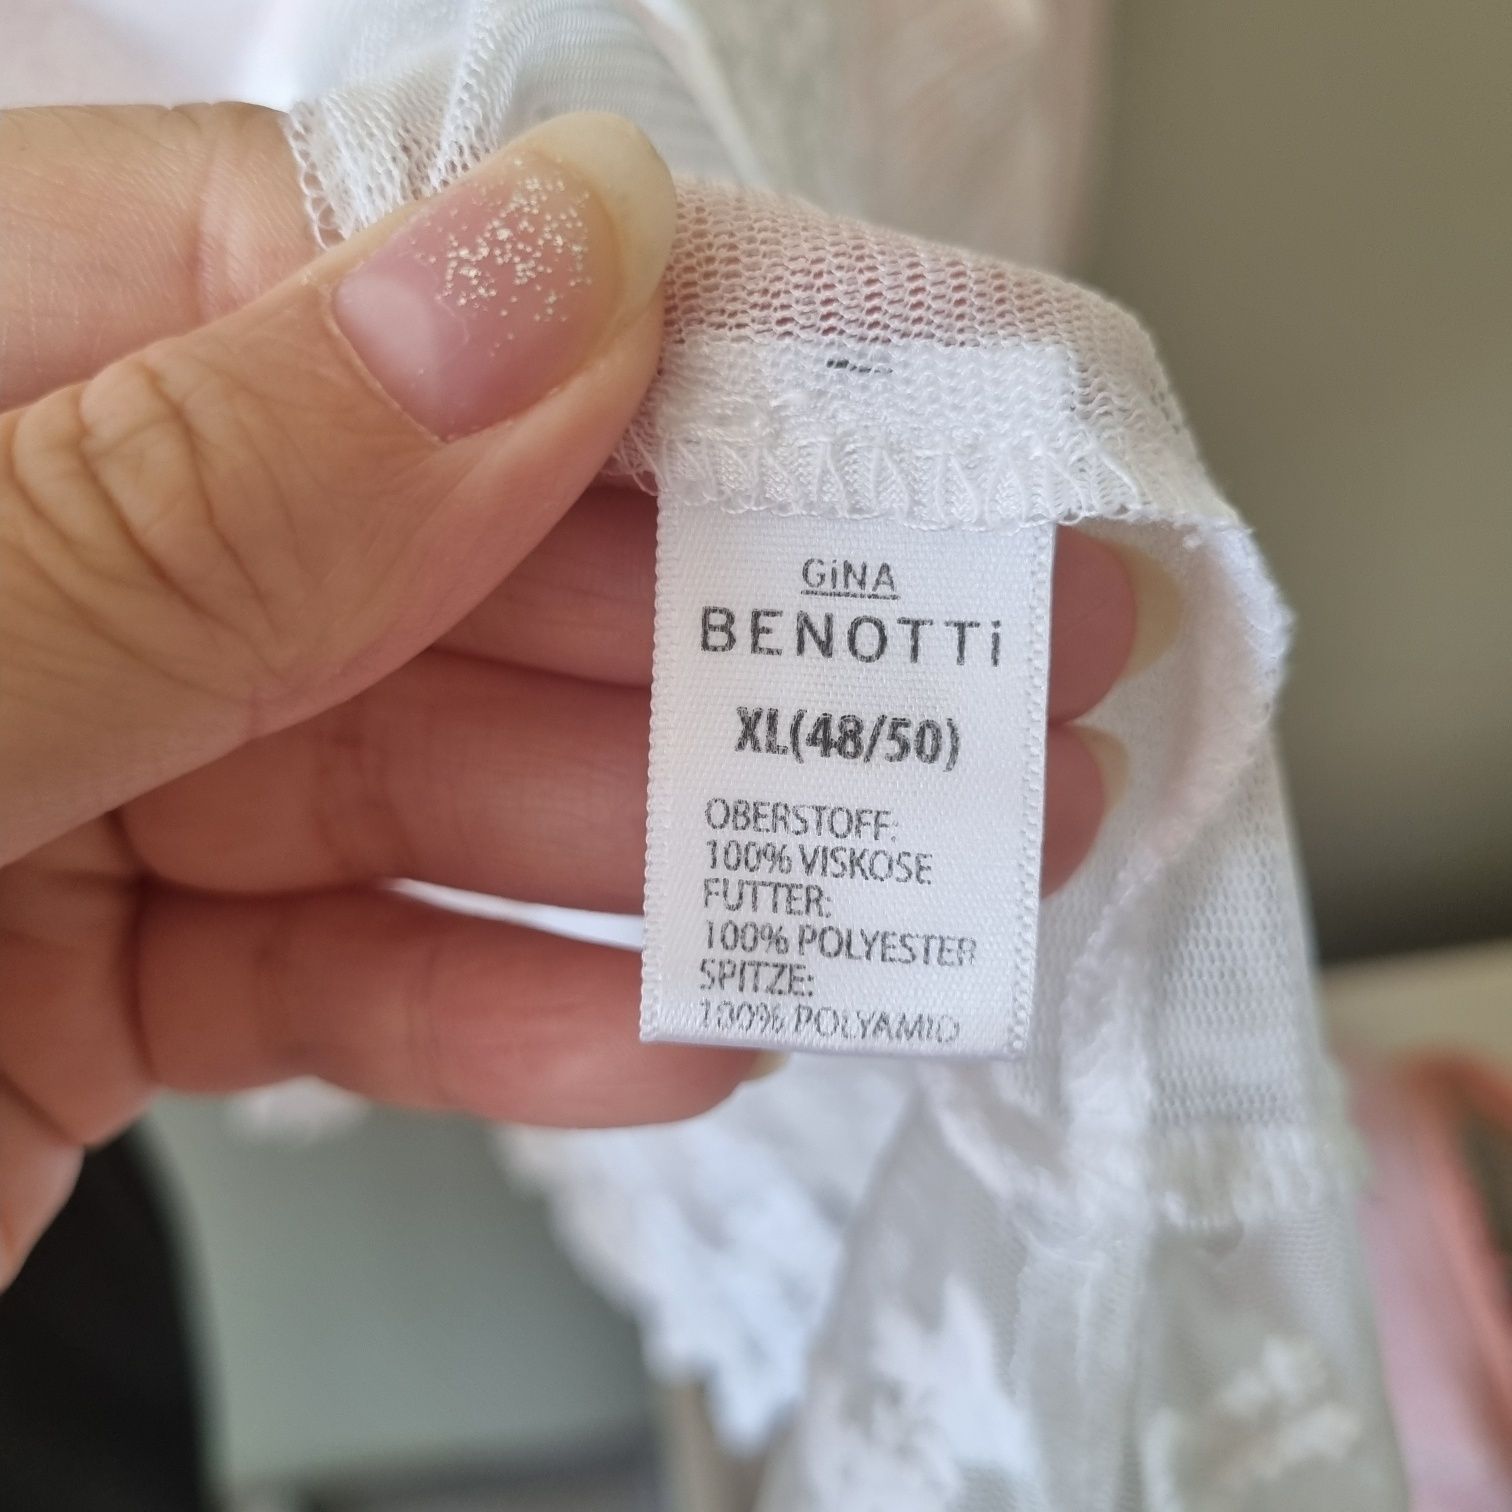 GiNA
BENOTTi
XL(48/50)
OBERSTOFF:
100% VISKOSE
FUTTER:
100% POLYESTER
SPITZE:
100% POLYAMID